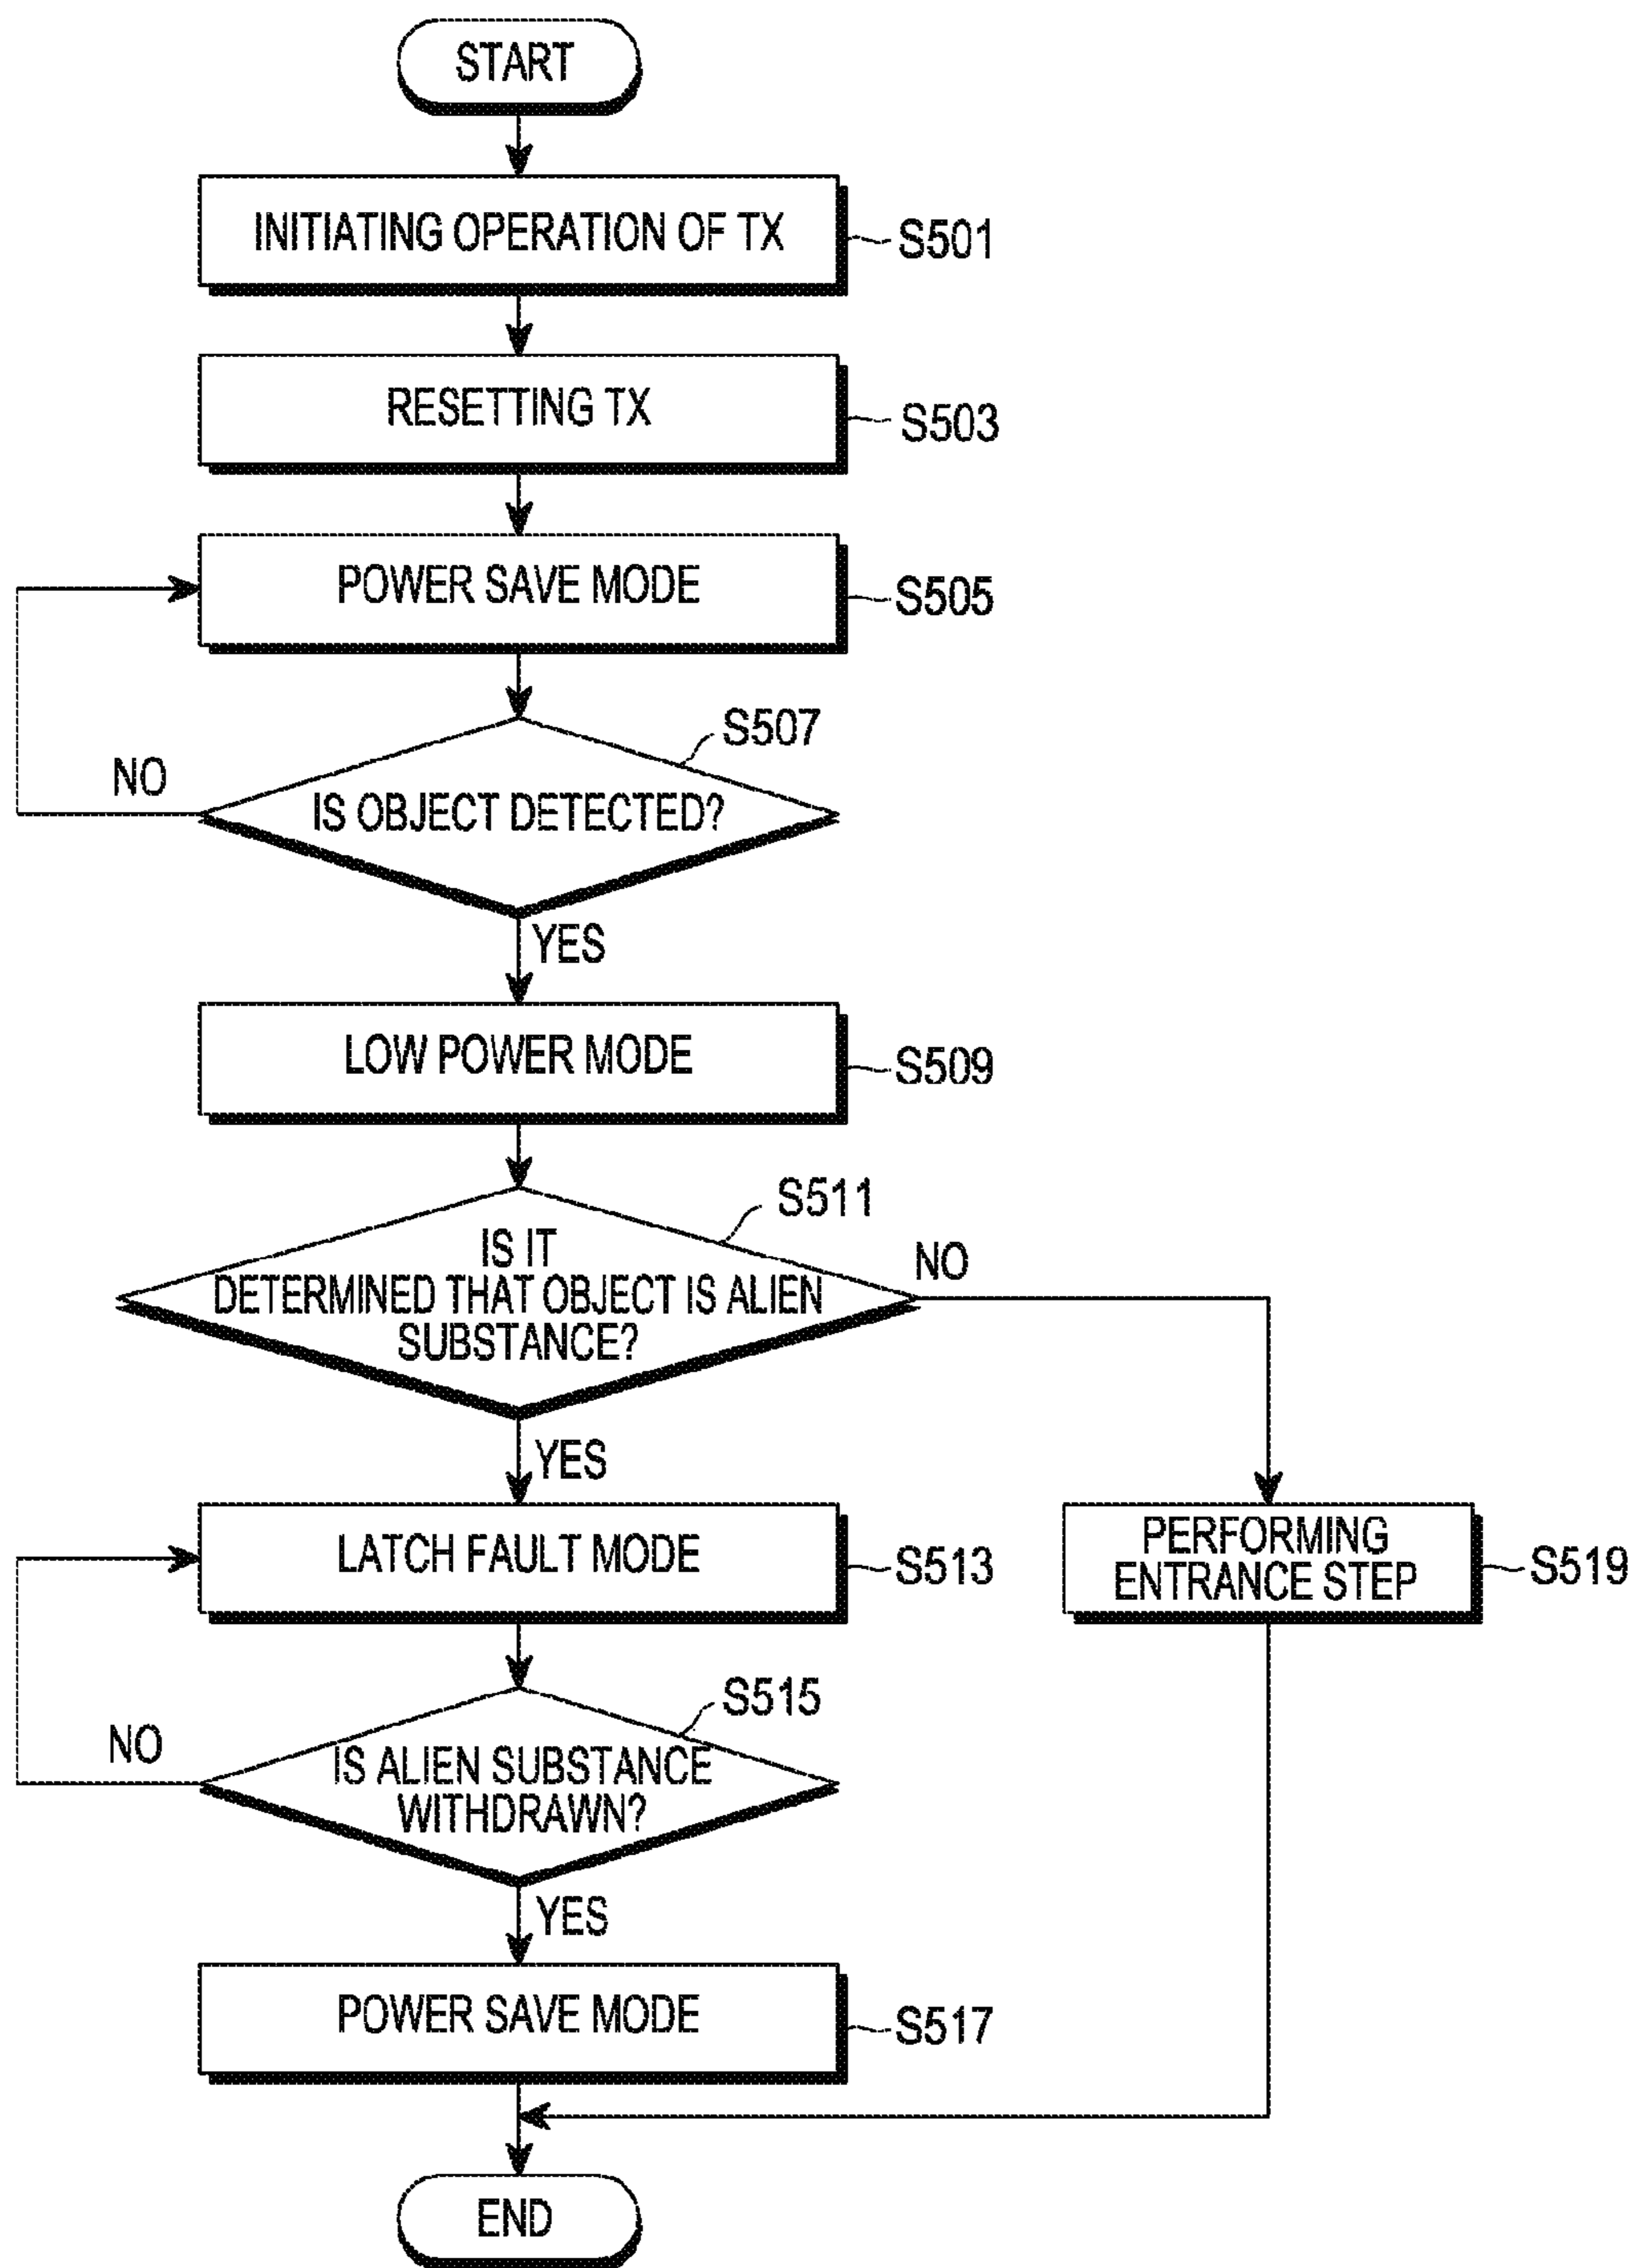 START
INITIATING OPERATION OF TX
S501
RESETTING TX
S503
POWER SAVE MODE
S505
S507
NO
IS OBJECT DETECTED?
YES
LOW POWER MODE
S509
S511
IS IT
DETERMINED THAT OBJECT IS ALIEN
SUBSTANCE?
NO
YES
LATCH FAULT MODE
S513
PERFORMING
ENTRANCE STEP
S519
S515
NO
IS ALIEN SUBSTANCE
WITHDRAWN?
YES
POWER SAVE MODE
S517
END